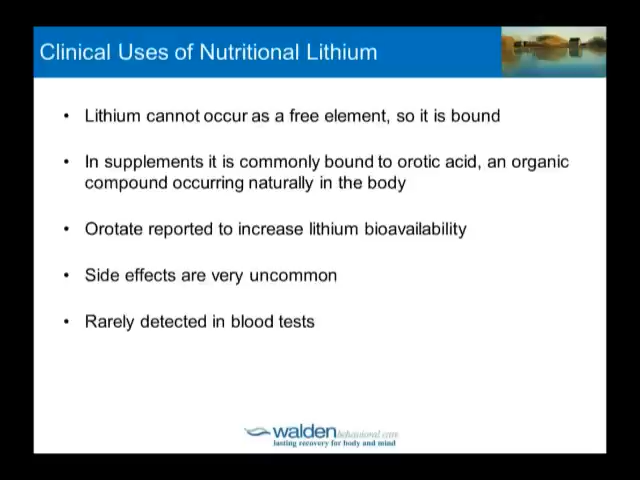 Clinical Uses of Nutritional Lithium
• Lithium cannot occur as a free element, so it is bound
• In supplements it is commonly bound to orotic acid, an organic
compound occurring naturally in the body
• Orotate reported to increase lithium bioavailability
• Side effects are very uncommon
• Rarely detected in blood tests
walden behavioral care
lasting recovery for body and mind